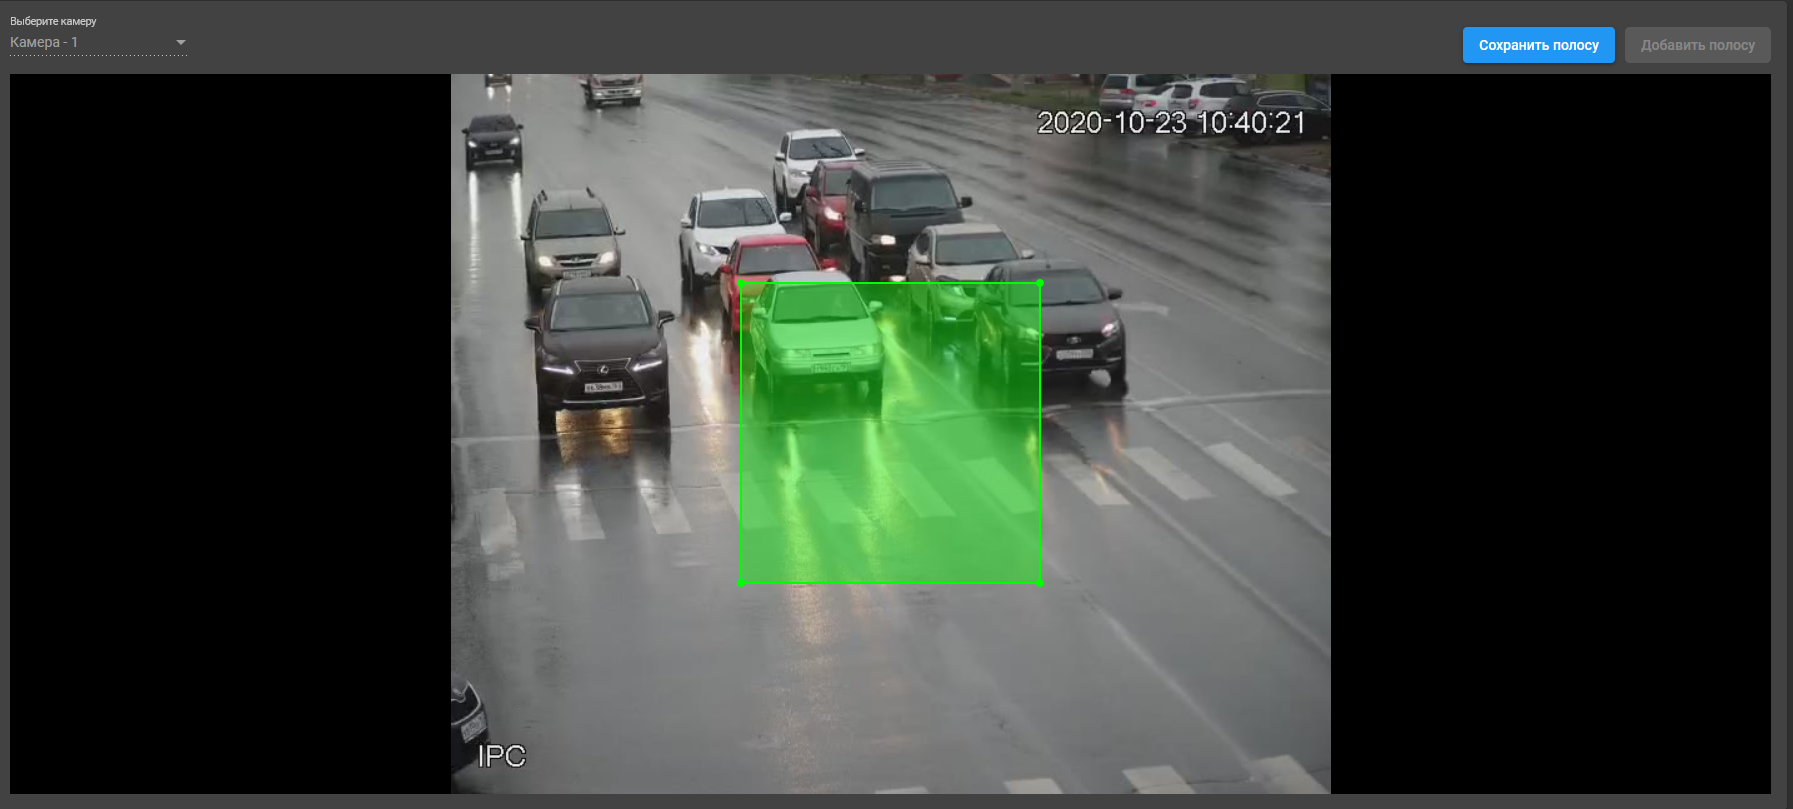 Выберите камеру
Камера - 1
Сохранить полосу
Добавить полосу
2020-10-23 10:40:21
IPC